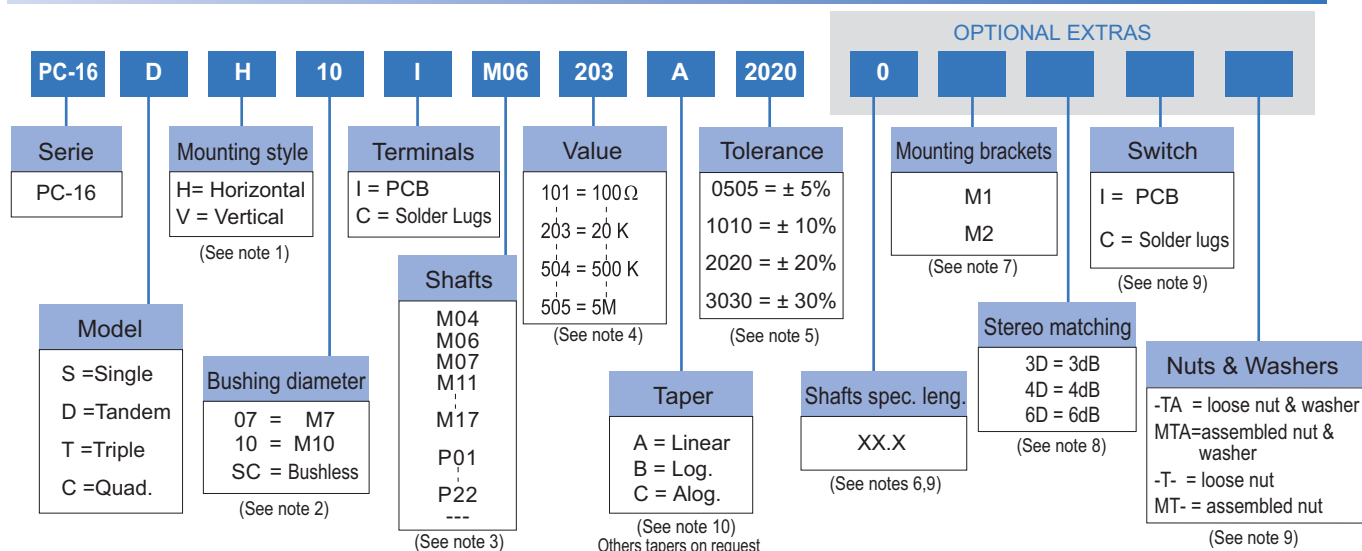 OPTIONAL EXTRAS
PC-16 D H 10 I M06 203 A 2020 0
Serie
PC-16
Mounting style
H= Horizontal
V = Vertical
(See note 1)
Terminals
I = PCB
C = Solder Lugs
Value
101 = 100Ω
203 = 20 K
504 = 500 K
505 = 5M
(See note 4)
Tolerance
0505 = ± 5%
1010 = ± 10%
2020 = ± 20%
3030 = ± 30%
(See note 5)
Mounting brackets
M1
M2
(See note 7)
Switch
I = PCB
C = Solder lugs
(See note 9)
Model
S =Single
D =Tandem
T =Triple
C =Quad.
Bushing diameter
07 = M7
10 = M10
SC = Bushless
(See note 2)
Shafts
M04
M06
M07
M11
M17
P01
P22
---
(See note 3)
Taper
A = Linear
B = Log.
C = Alog.
(See note 10)
Others tapers on request
Shafts spec. leng.
XX.X
(See notes 6,9)
Stereo matching
3D = 3dB
4D = 4dB
6D = 6dB
(See note 8)
Nuts & Washers
-TA = loose nut & washer
MTA=assembled nut &
washer
-T- = loose nut
MT- = assembled nut
(See note 9)